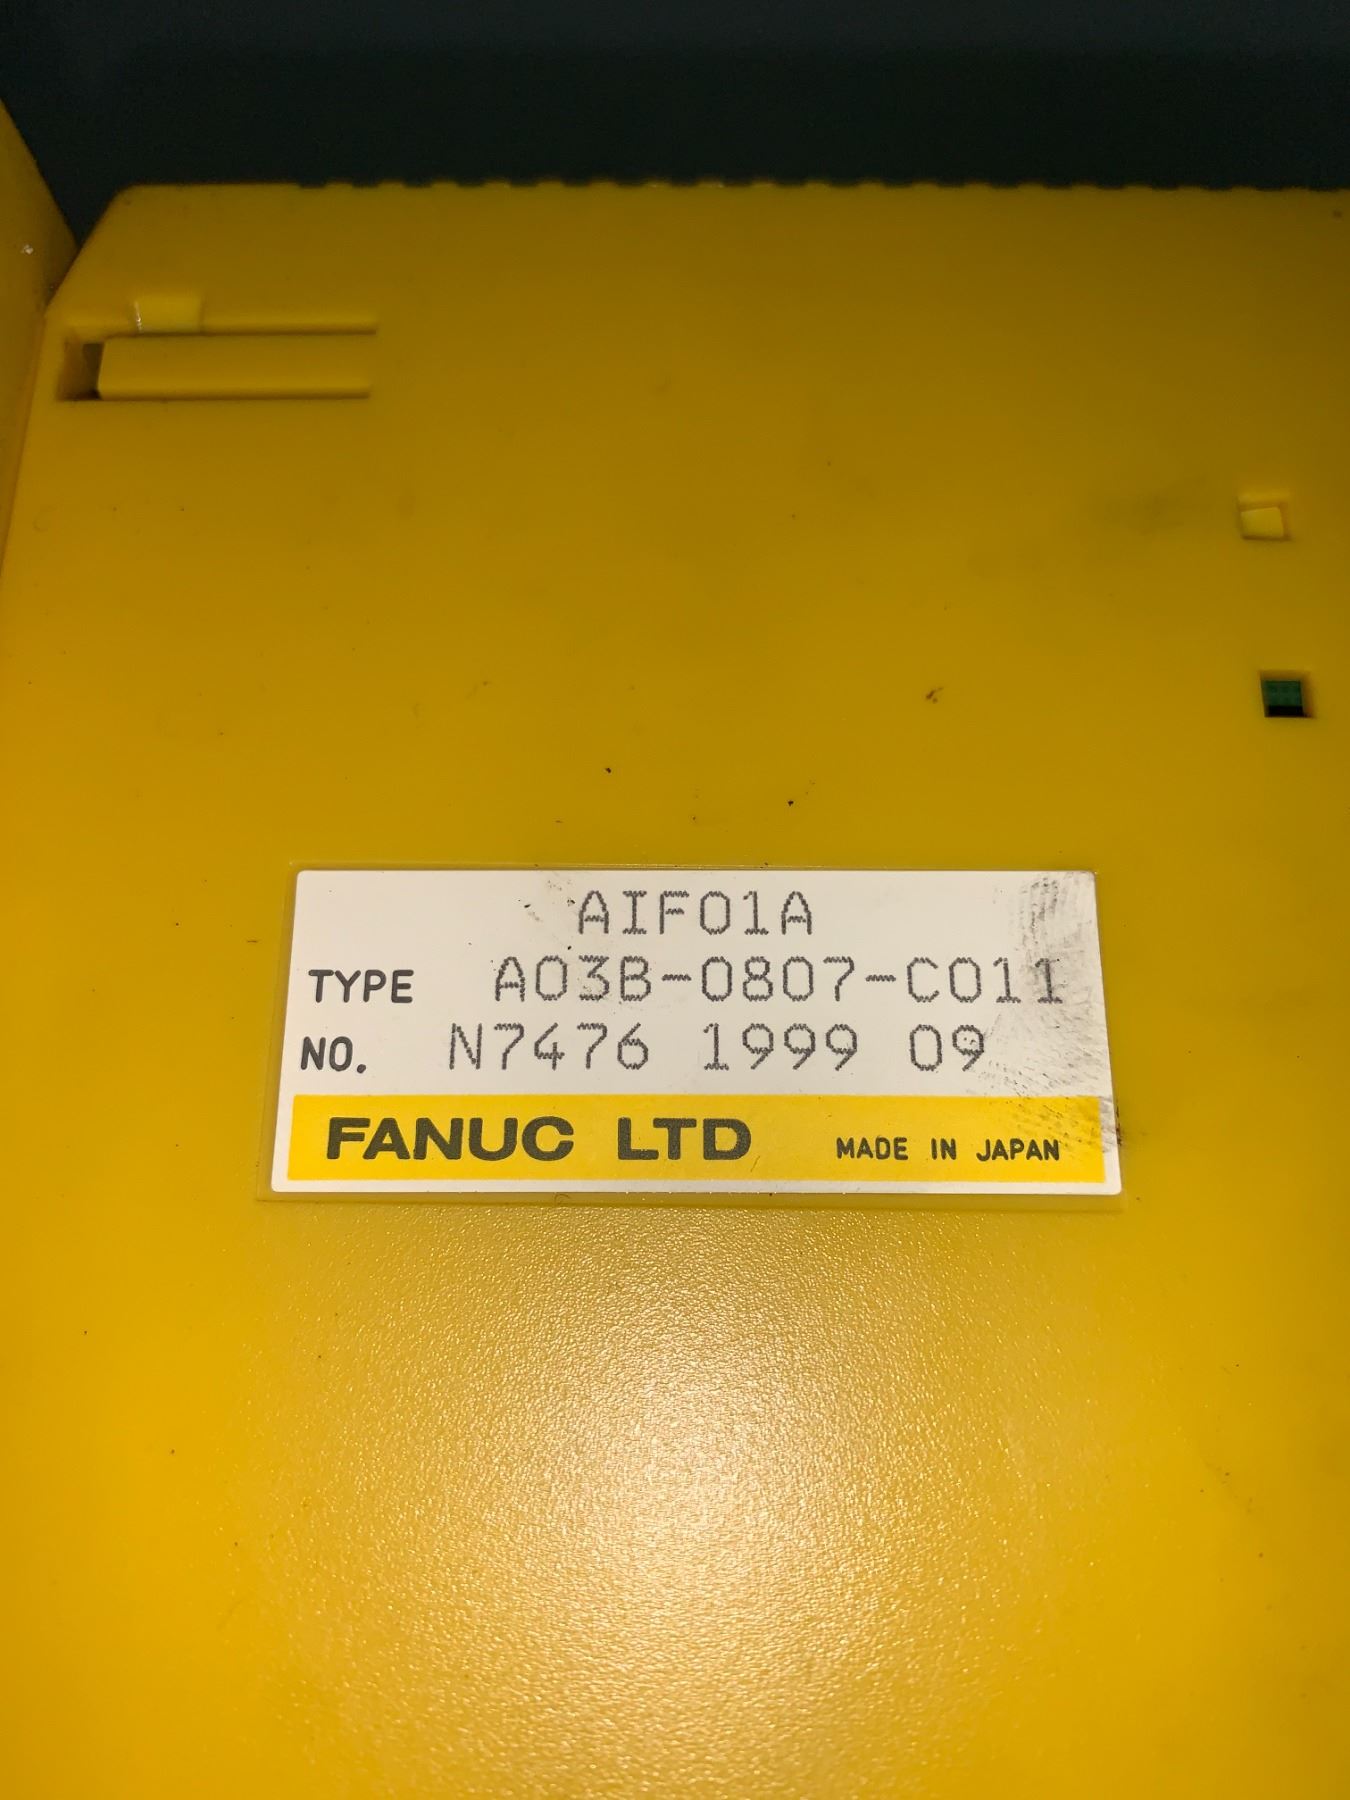 AIF01A
TYPE A03B-0807-C011
NO. N7476 1999 09
FANUC LTD MADE IN JAPAN